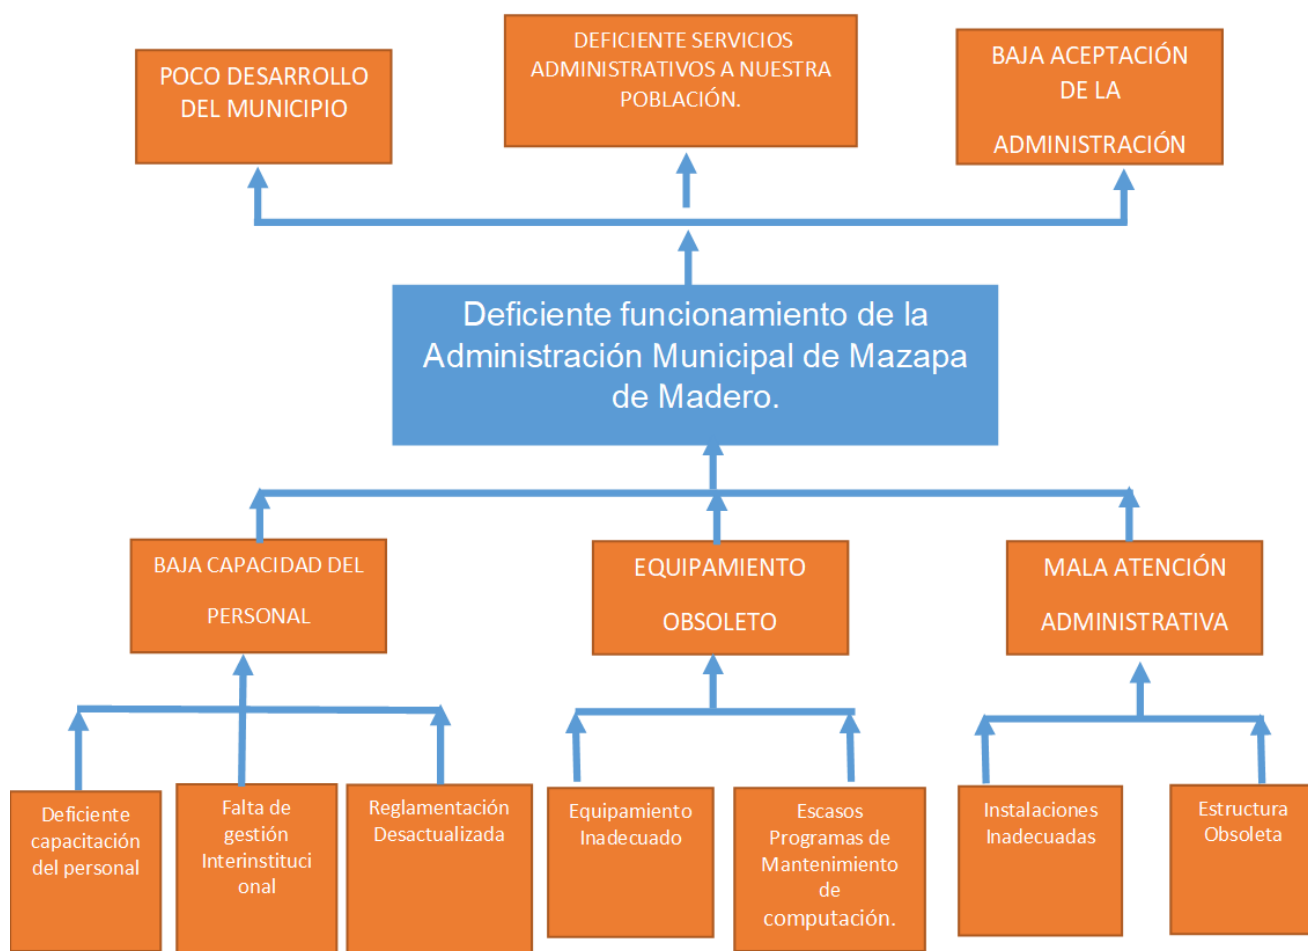 POCO DESARROLLO
DEL MUNICIPIO
DEFICIENTE SERVICIOS
ADMINISTRATIVOS A NUESTRA
POBLACIÓN.
BAJA ACEPTACIÓN
DE LA
ADMINISTRACIÓN
Deficiente funcionamiento de la
Administración Municipal de Mazapa
de Madero.
BAJA CAPACIDAD DEL
PERSONAL
EQUIPAMIENTO
OBSOLETO
MALA ATENCIÓN
ADMINISTRATIVA
Deficiente
capacitación
del personal
Falta de
gestión
Interinstituci
onal
Reglamentación
Desactualizada
Equipamiento
Inadecuado
Escasos
Programas de
Mantenimiento
de
computación.
Instalaciones
Inadecuadas
Estructura
Obsoleta